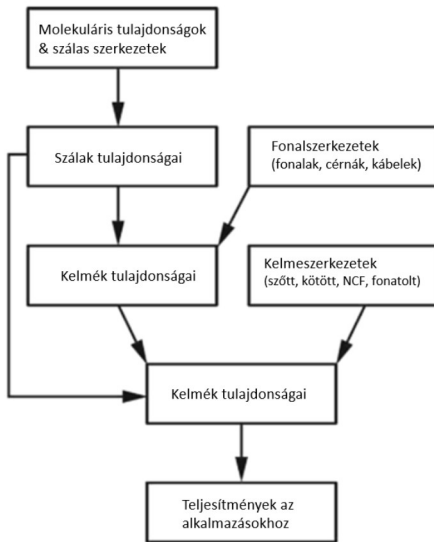 Molekuláris tulajdonságok
& szálas szerkezetek
Szálak tulajdonságai
Fonalszerkezetek
(fonalak, cérnák, kábelek)
Kelmék tulajdonságai
Kelmeszerkezetek
(szőtt, kötött, NCF, fonatolt)
Kelmék tulajdonságai
Teljesítmények az
alkalmazásokhoz